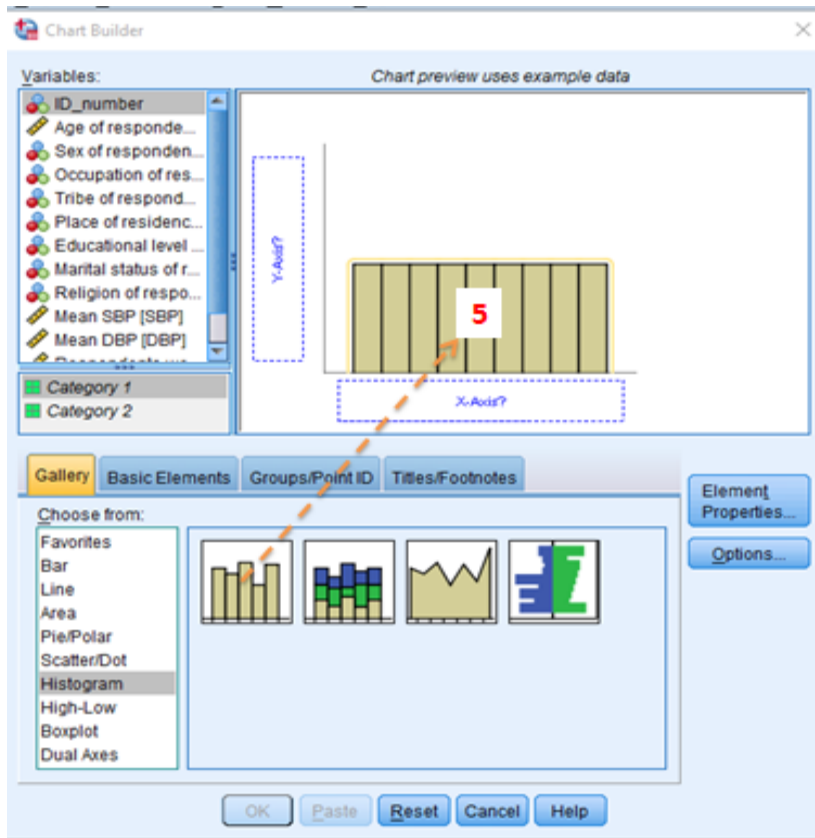 Chart Builder
Variables:
ID_number
Age of responde...
Sex of responden...
Occupation of res...
Tribe of respond...
Place of residenc...
Educational level ...
Marital status of r...
Religion of respo...
Mean SBP [SBP]
Mean DBP [DBP]
Category 1
Category 2
Chart preview uses example data
Y-Axis?
5
X-Axis?
Gallery
Basic Elements
Groups/Point ID
Titles/Footnotes
Choose from:
Favorites
Bar
Line
Area
Pie/Polar
Scatter/Dot
Histogram
High-Low
Boxplot
Dual Axes
Element
Properties...
Options...
OK
Paste
Reset
Cancel
Help